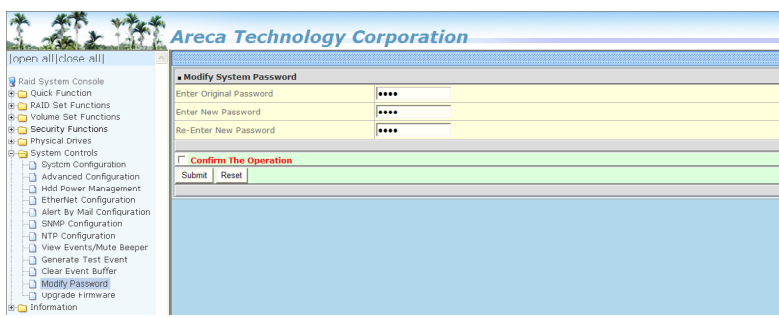 Areca Technology Corporation
|open all|close all|
Raid System Console
Quick Function
RAID Set Functions
Volume Set Functions
Security Functions
Physical Drives
System Controls
System Configuration
Advanced Configuration
Hdd Power Management
EtherNet Configuration
Alert By Mail Configuration
SNMP Configuration
NTP Configuration
View Events/Mute Beeper
Generate Test Event
Clear Event Buffer
Modify Password
Upgrade Firmware
Information
Modify System Password
Enter Original Password ••••
Enter New Password ••••
Re-Enter New Password ••••
Confirm The Operation
Submit Reset